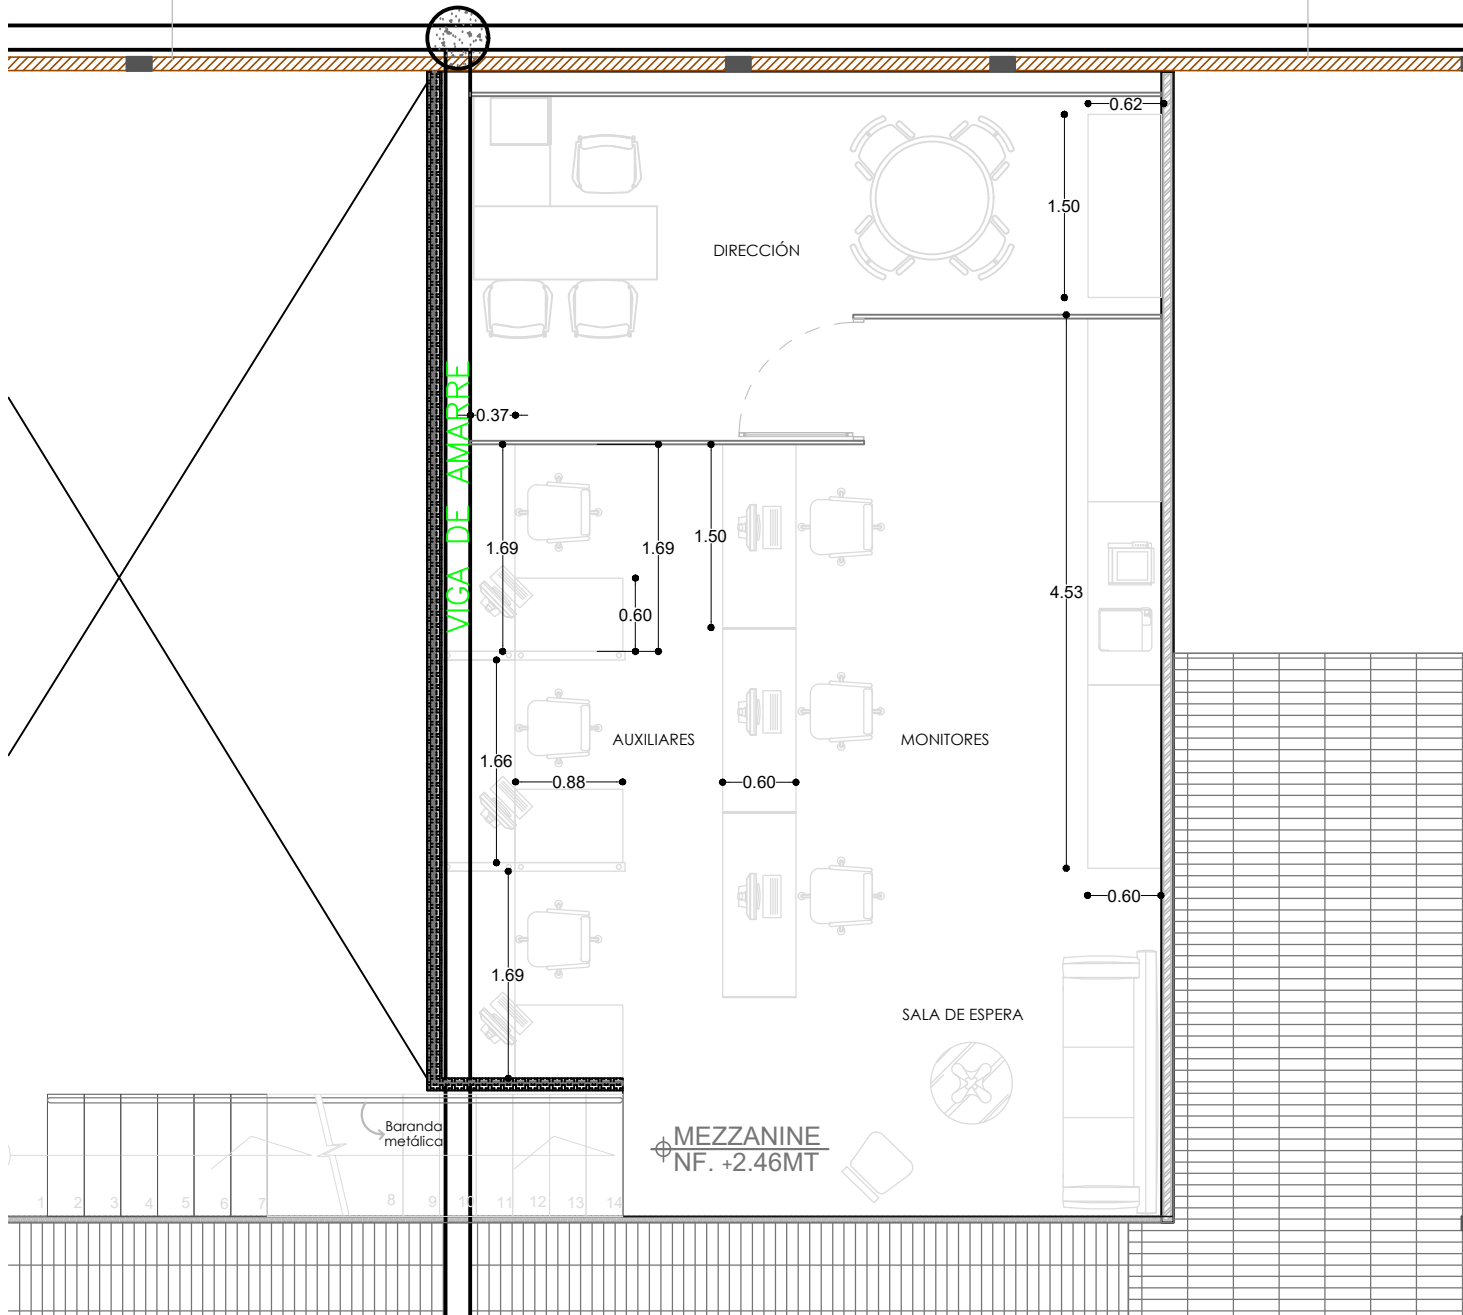 0.62
1.50
DIRECCIÓN
VIGA DE AMARRE
0.37
1.69
1.69
1.50
0.60
4.53
AUXILIARES
MONITORES
1.66
0.88
0.60
0.60
1.69
SALA DE ESPERA
Baranda
metálica
MEZZANINE
NF. +2.46MT
1 2 3 4 5 6 7 8 9 10 11 12 13 14